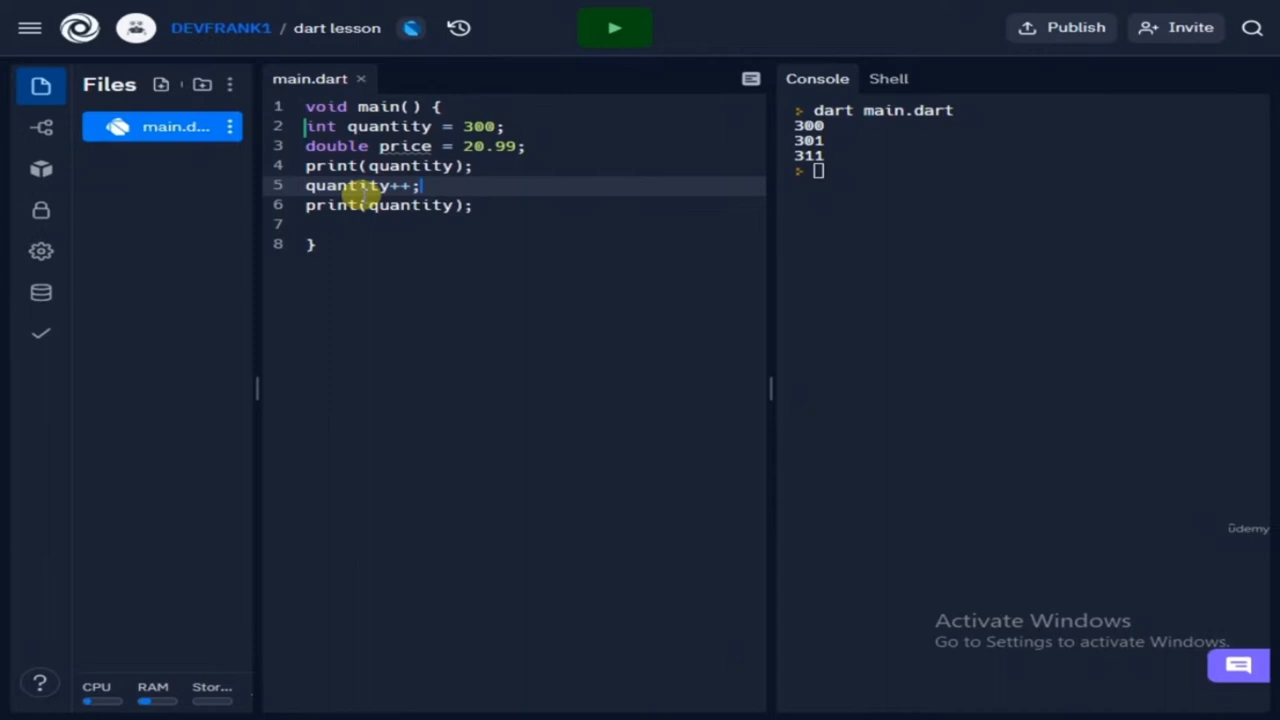 DEVFRANK1 / dart lesson
Publish
Invite
Files
main.d...
main.dart ×
1 void main() {
2 int quantity = 300;
3 double price = 20.99;
4 print(quantity);
5 quantity++;
6 print(quantity);
7
8 }
Console
Shell
> dart main.dart
300
301
311
>
ûdemy
Activate Windows
Go to Settings to activate Windows.
?
CPU
RAM
Stor...